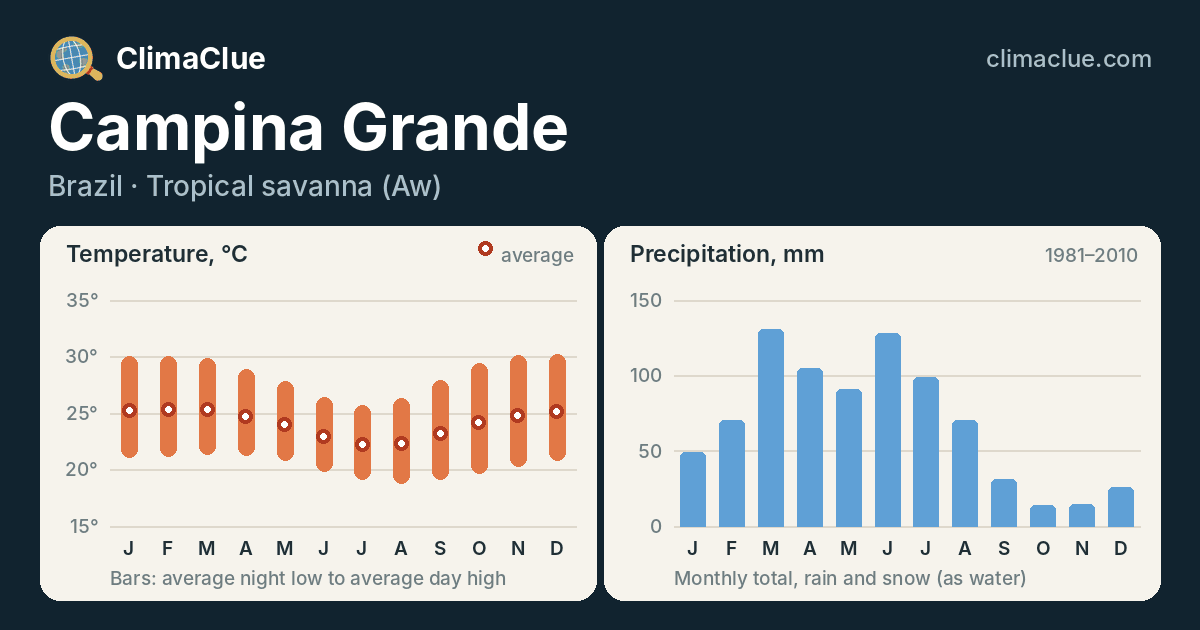 ClimaClue
climaclue.com
Campina Grande
Brazil · Tropical savanna (Aw)
Temperature, °C
average
35°
30°
25°
20°
15°
J F M A M J J A S O N D
Bars: average night low to average day high
Precipitation, mm
1981–2010
150
100
50
0
J F M A M J J A S O N D
Monthly total, rain and snow (as water)